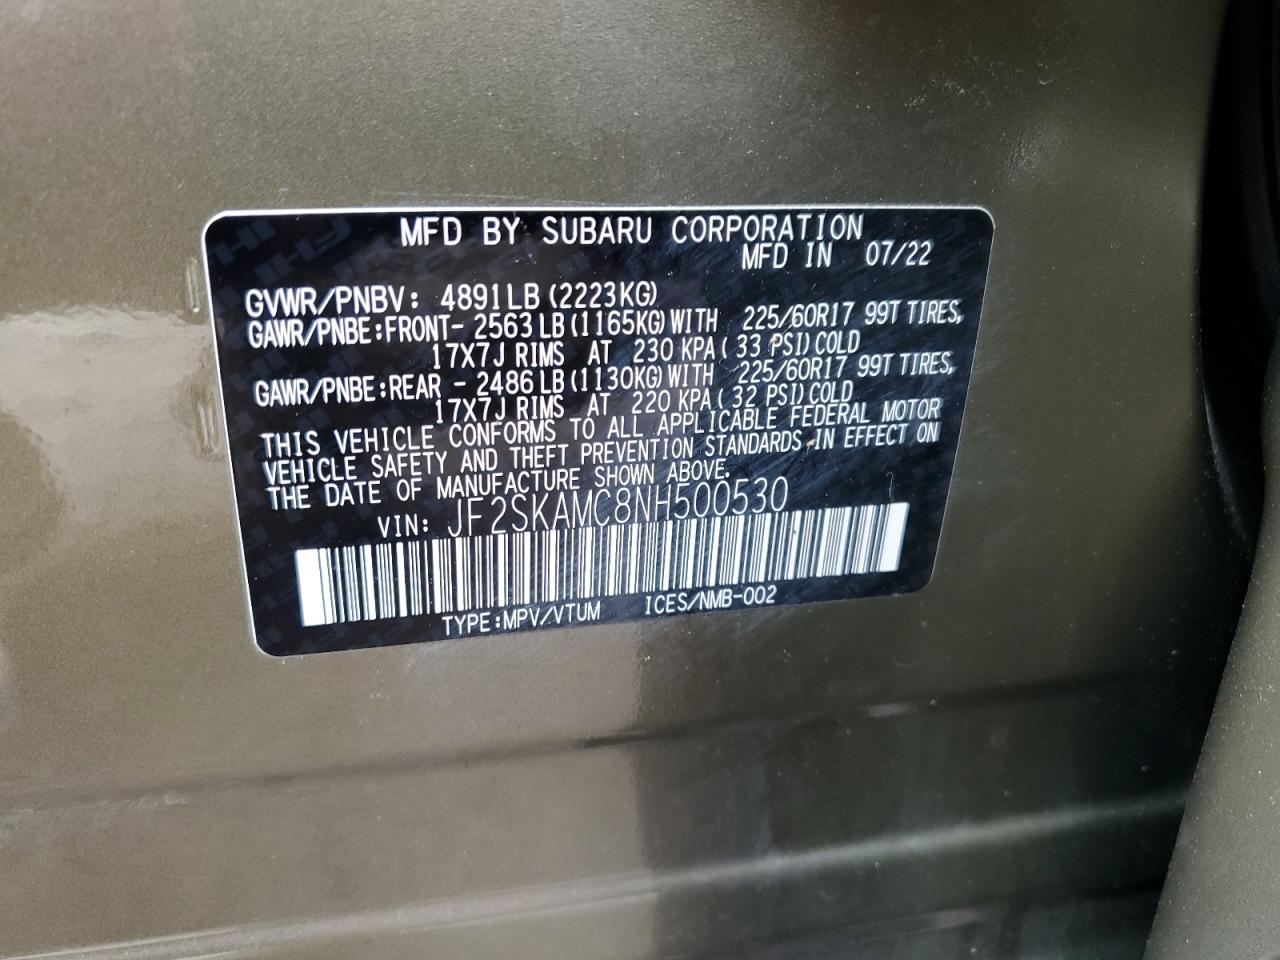 MFD BY SUBARU CORPORATION
MFD IN 07/22
GVWR/PNBV: 4891LB (2223KG)
GAWR/PNBE:FRONT- 2563 LB (1165KG) WITH 225/60R17 99T TIRES,
17X7J RIMS AT 230 KPA ( 33 PSI) COLD
GAWR/PNBE:REAR - 2486 LB (1130KG) WITH 225/60R17 99T TIRES,
17X7J RIMS AT 220 KPA ( 32 PSI) COLD
THIS VEHICLE CONFORMS TO ALL APPLICABLE FEDERAL MOTOR
VEHICLE SAFETY AND THEFT PREVENTION STANDARDS IN EFFECT ON
THE DATE OF MANUFACTURE SHOWN ABOVE.
VIN: JF2SKAMC8NH500530
TYPE:MPV/VTUM ICES/NMB-002